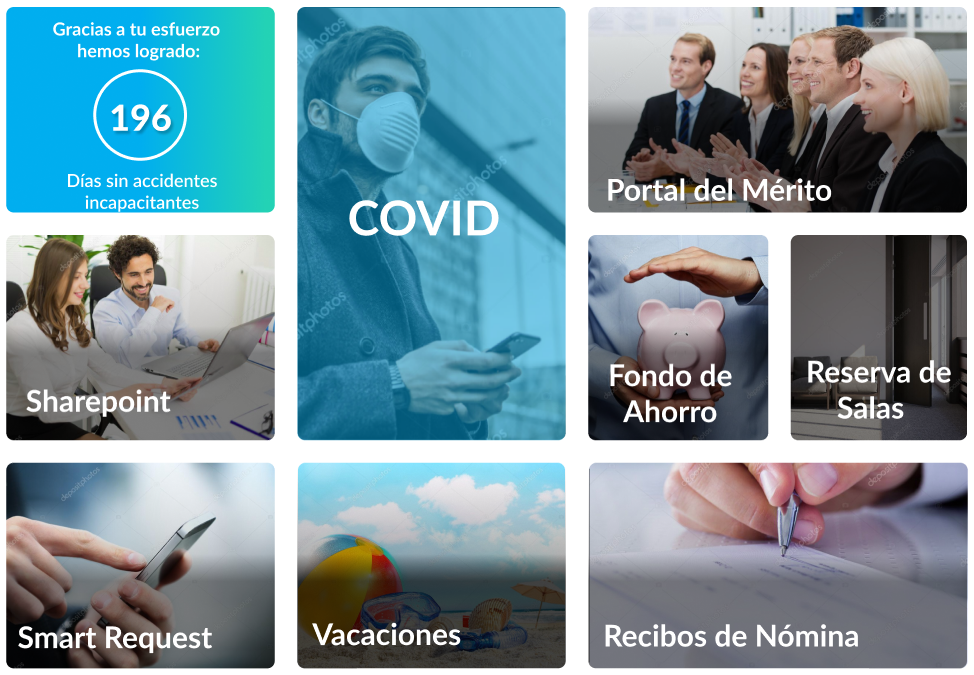 Gracias a tu esfuerzo
hemos logrado:
196
Días sin accidentes
incapacitantes
COVID
Portal del Mérito
Sharepoint
Fondo de
Ahorro
Reserva de
Salas
Smart Request
Vacaciones
Recibos de Nómina
depositphotos